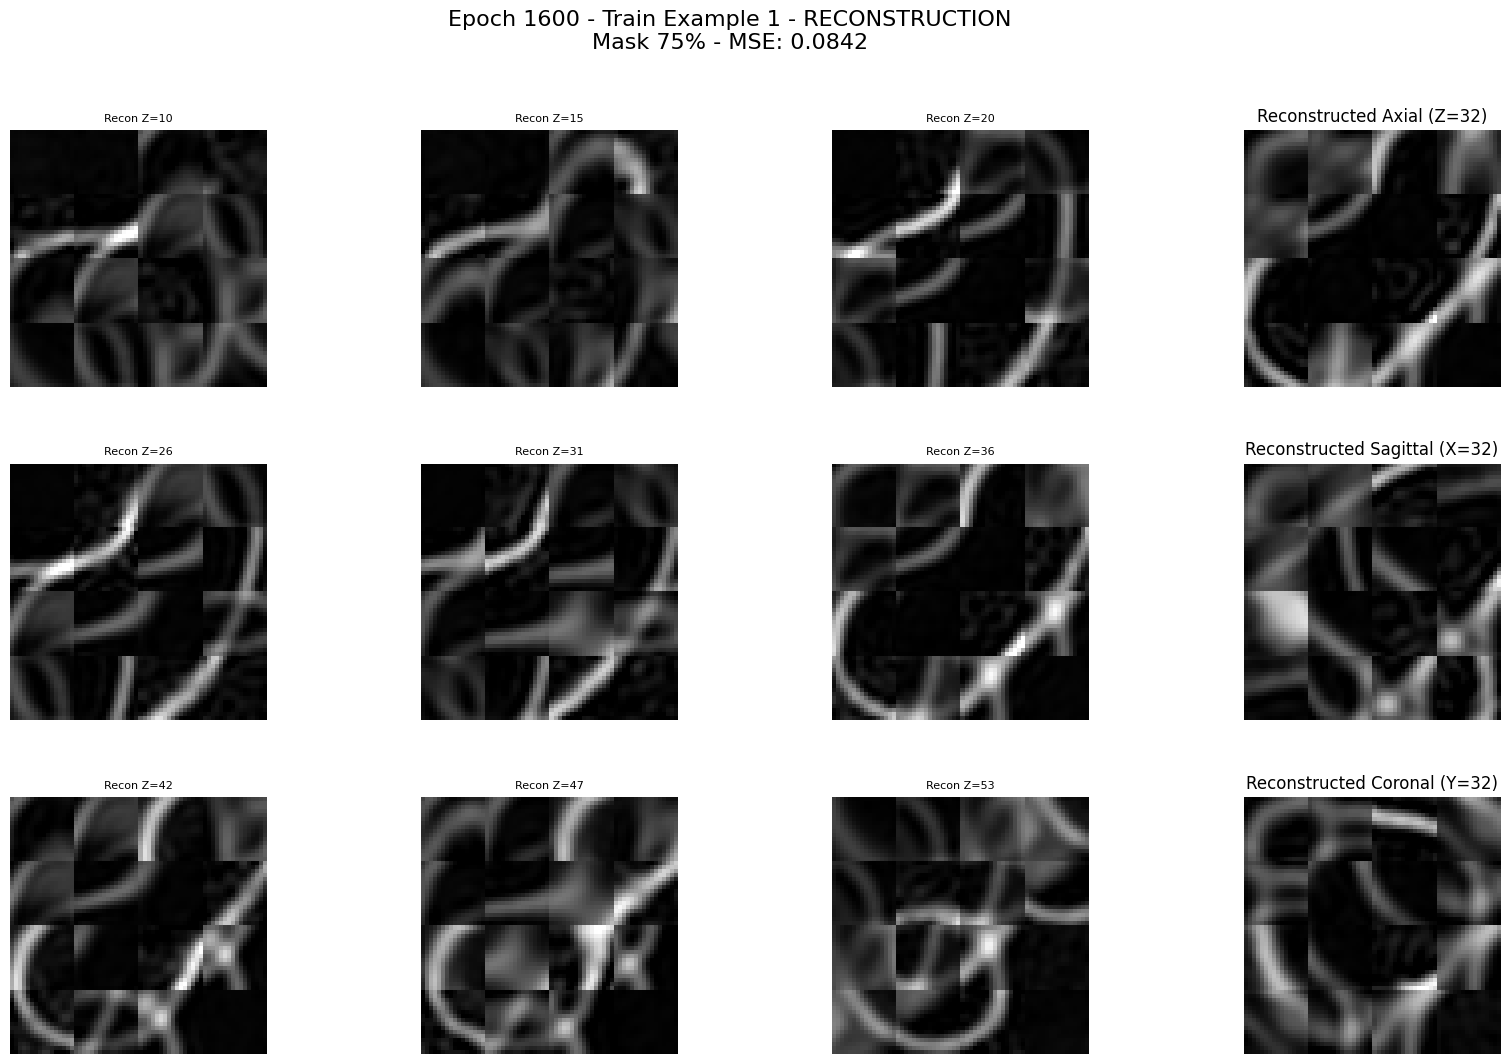 Epoch 1600 - Train Example 1 - RECONSTRUCTION
Mask 75% - MSE: 0.0842
Recon Z=10
Recon Z=15
Recon Z=20
Reconstructed Axial (Z=32)
Recon Z=26
Recon Z=31
Recon Z=36
Reconstructed Sagittal (X=32)
Recon Z=42
Recon Z=47
Recon Z=53
Reconstructed Coronal (Y=32)